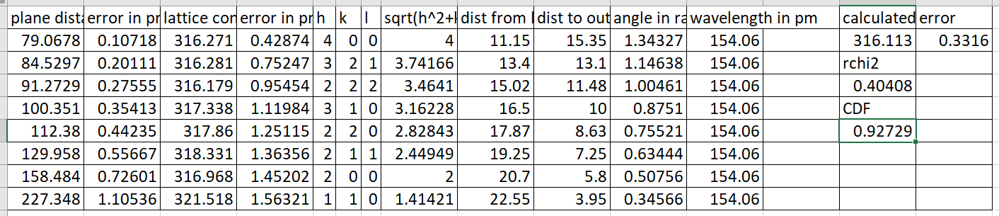 plane dista error in pr lattice con error in pr h k l sqrt(h^2+k dist from l dist to out angle in ra wavelength in pm calculated error
79.0678 0.10718 316.271 0.42874 4 0 0 4 11.15 15.35 1.34327 154.06 316.113 0.3316
84.5297 0.20111 316.281 0.75247 3 2 1 3.74166 13.4 13.1 1.14638 154.06 rchi2
91.2729 0.27555 316.179 0.95454 2 2 2 3.4641 15.02 11.48 1.00461 154.06 0.40408
100.351 0.35413 317.338 1.11984 3 1 0 3.16228 16.5 10 0.8751 154.06 CDF
112.38 0.44235 317.86 1.25115 2 2 0 2.82843 17.87 8.63 0.75521 154.06 0.92729
129.958 0.55667 318.331 1.36356 2 1 1 2.44949 19.25 7.25 0.63444 154.06
158.484 0.72601 316.968 1.45202 2 0 0 2 20.7 5.8 0.50756 154.06
227.348 1.10536 321.518 1.56321 1 1 0 1.41421 22.55 3.95 0.34566 154.06